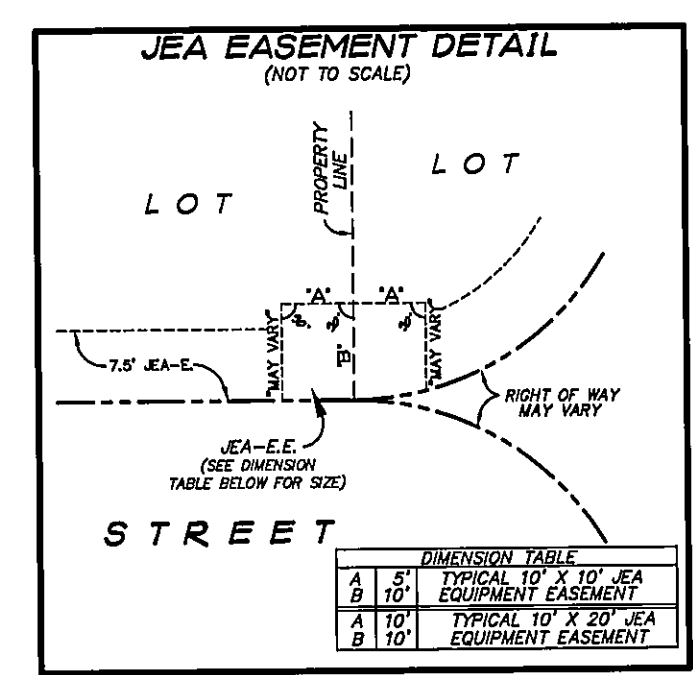 JEA EASEMENT DETAIL
(NOT TO SCALE)
LOT
PROPERTY
LINE
LOT
"A"
"A"
"B"
"MAY VARY"
"MAY VARY"
7.5' JEA-E.
RIGHT OF WAY
MAY VARY
JEA-E.E.
(SEE DIMENSION
TABLE BELOW FOR SIZE)
STREET
DIMENSION TABLE
A 5' TYPICAL 10' X 10' JEA
B 10' EQUIPMENT EASEMENT
A 10' TYPICAL 10' X 20' JEA
B 10' EQUIPMENT EASEMENT